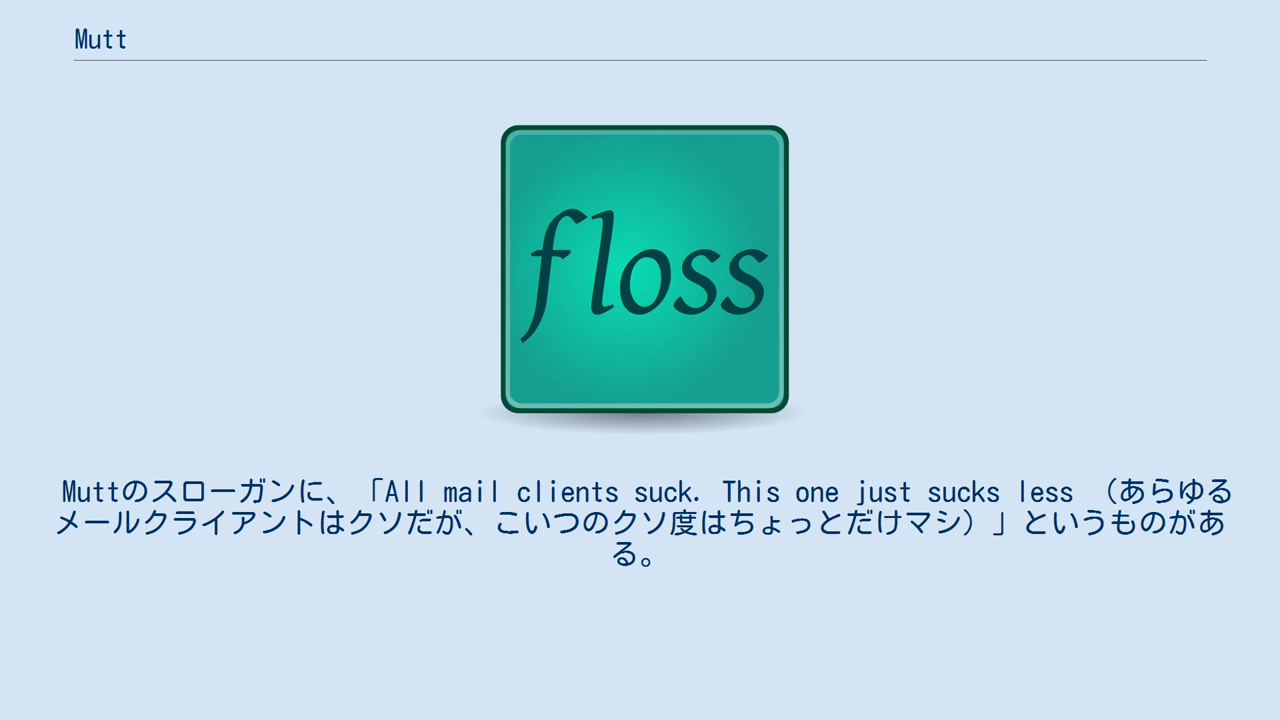 Mutt
floss
Muttのスローガンに、「All mail clients suck. This one just sucks less （あらゆる
メールクライアントはクソだが、こいつのクソ度はちょっとだけマシ）」というものがあ
る。